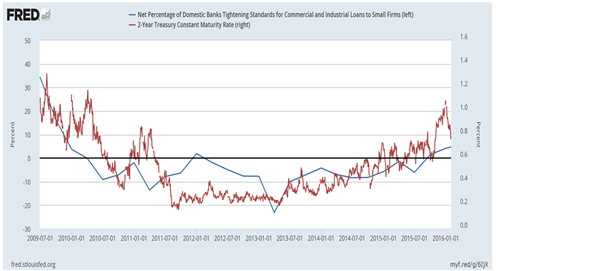 FRED
Net Percentage of Domestic Banks Tightening Standards for Commercial and Industrial Loans to Small Firms (left)
2-Year Treasury Constant Maturity Rate (right)
50
40
30
20
10
0
-10
-20
-30
Percent
1.6
1.4
1.2
1.0
0.8
0.6
0.4
0.2
0.0
Percent
2009-07-01 2010-01-01 2010-07-01 2011-01-01 2011-07-01 2012-01-01 2012-07-01 2013-01-01 2013-07-01 2014-01-01 2014-07-01 2015-01-01 2015-07-01 2016-01-01
fred.stlouisfed.org
myf.red/g/6IJX